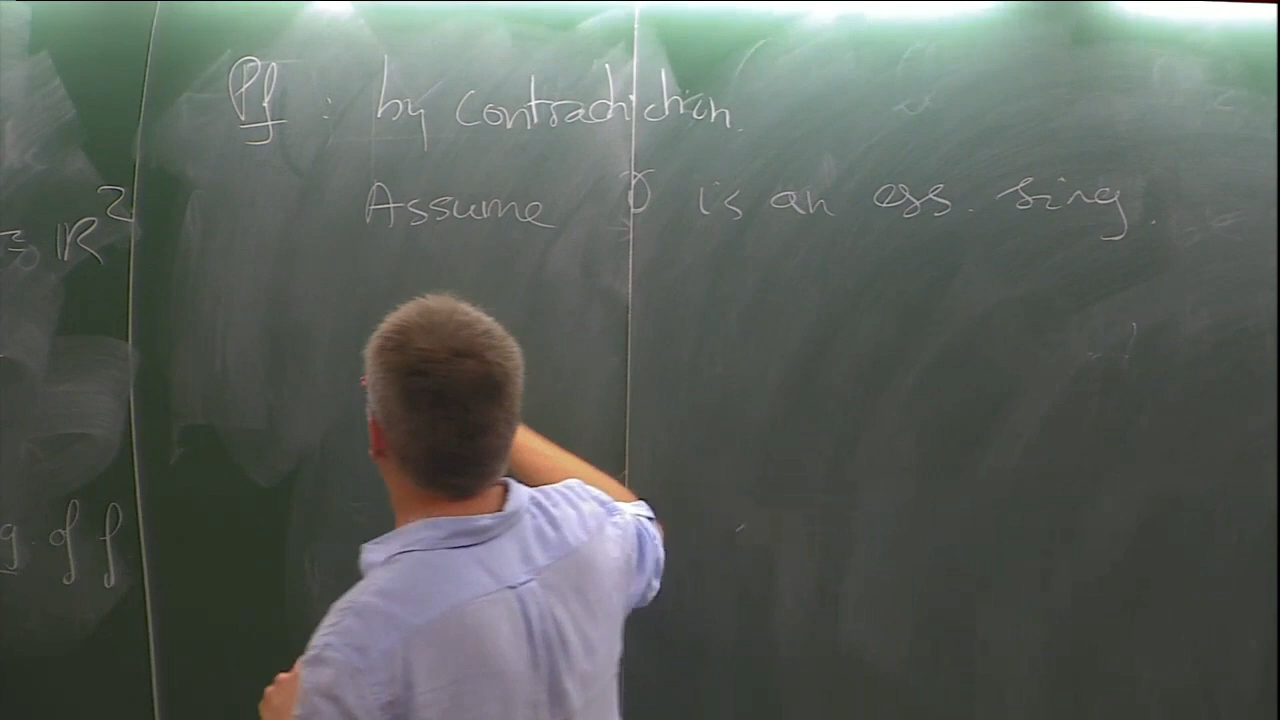 Pf : by contradiction.
Assume 0 is an ess. sing.
ℝ²
g. of f